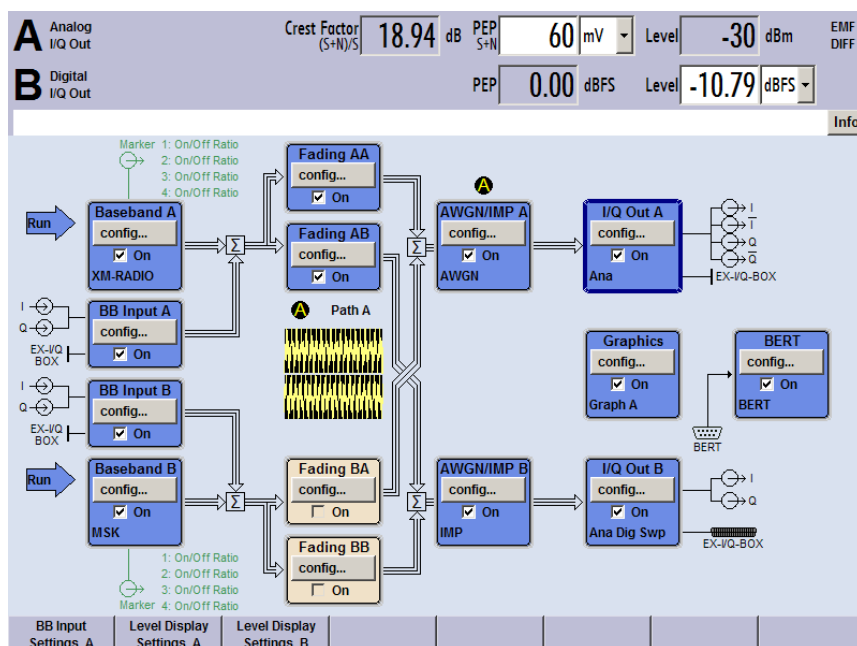 A Analog I/Q Out Crest Factor (S+N)/S 18.94 dB PEP S+N 60 mV Level -30 dBm EMF DIFF
B Digital I/Q Out PEP 0.00 dBFS Level -10.79 dBFS
Info
Marker 1: On/Off Ratio
2: On/Off Ratio
3: On/Off Ratio
4: On/Off Ratio
Run
Baseband A
config...
On
XM-RADIO
Fading AA
config...
On
Fading AB
config...
On
Σ
Σ
A
AWGN/IMP A
config...
On
AWGN
I/Q Out A
config...
On
Ana
I
I
Q
Q
EX-I/Q-BOX
I
Q
EX-I/Q
BOX
BB Input A
config...
On
A Path A
Graphics
config...
On
Graph A
BERT
config...
On
BERT
BERT
I
Q
EX-I/Q
BOX
BB Input B
config...
On
Run
Baseband B
config...
On
MSK
Σ
Fading BA
config...
On
Fading BB
config...
On
Σ
AWGN/IMP B
config...
On
IMP
I/Q Out B
config...
On
Ana Dig Swp
I
Q
EX-I/Q-BOX
1: On/Off Ratio
2: On/Off Ratio
3: On/Off Ratio
Marker 4: On/Off Ratio
BB Input
Settings A
Level Display
Settings A
Level Display
Settings B